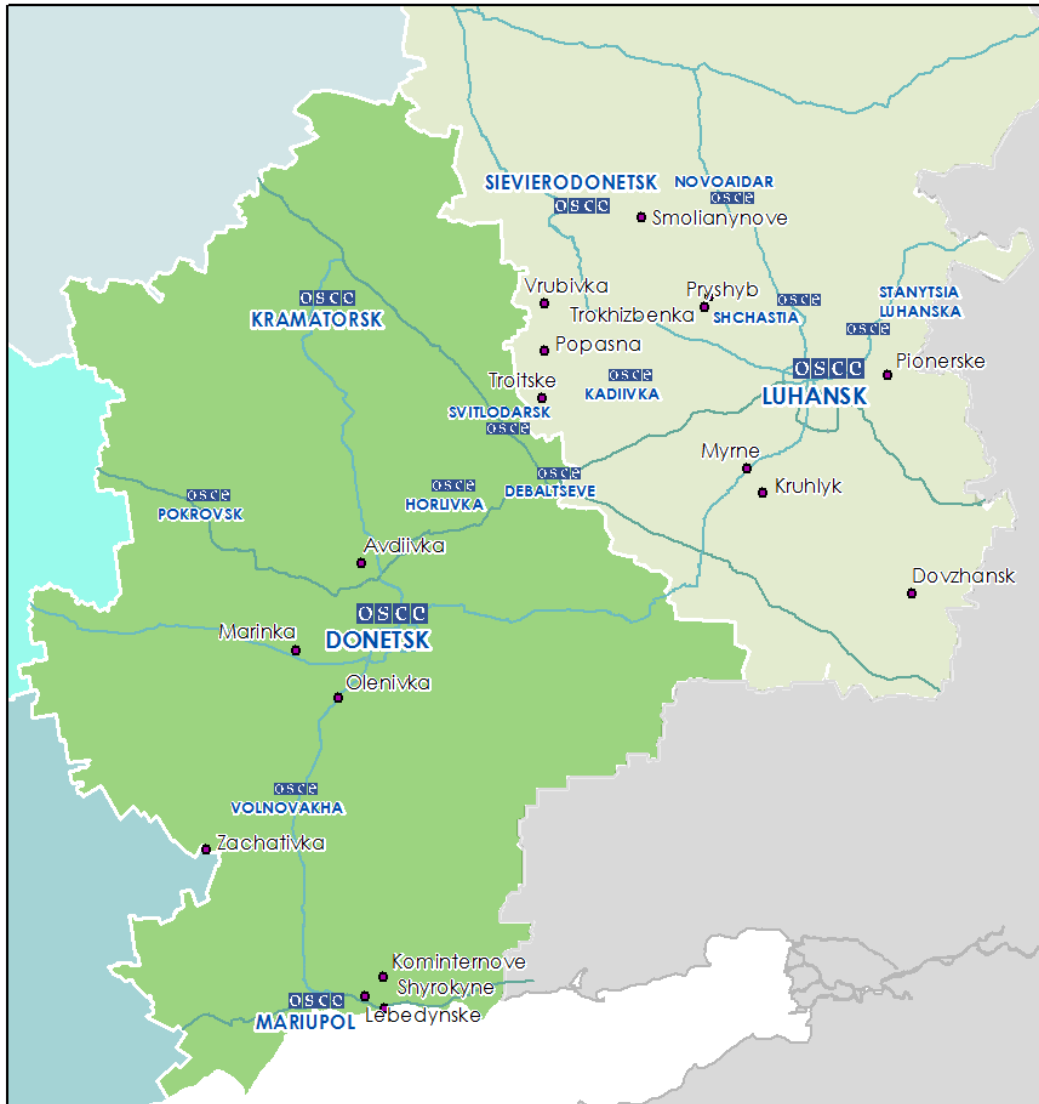 NOVOAIDAR
SIEVIERODONETSK
osce
OSCE
Smolianynove
Pryshyb
osce
STANYTSIA
LUHANSKA
OSCE
KRAMATORSK
Vrubivka
Trokhizbenka
SHCHASTIA
osce
Popasna
OSCE
Pionerske
Troitske
osce
KADIIVKA
LUHANSK
SVITLODARSK
osce
Myrne
osce
DEBALTSEVE
Kruhlyk
osce
HORLIVKA
osce
POKROVSK
Avdiivka
Dovzhansk
OSCE
DONETSK
Marinka
Olenivka
osce
VOLNOVAKHA
Zachativka
Kominternove
Shyrokyne
OSCE
MARIUPOL
Lebedynske